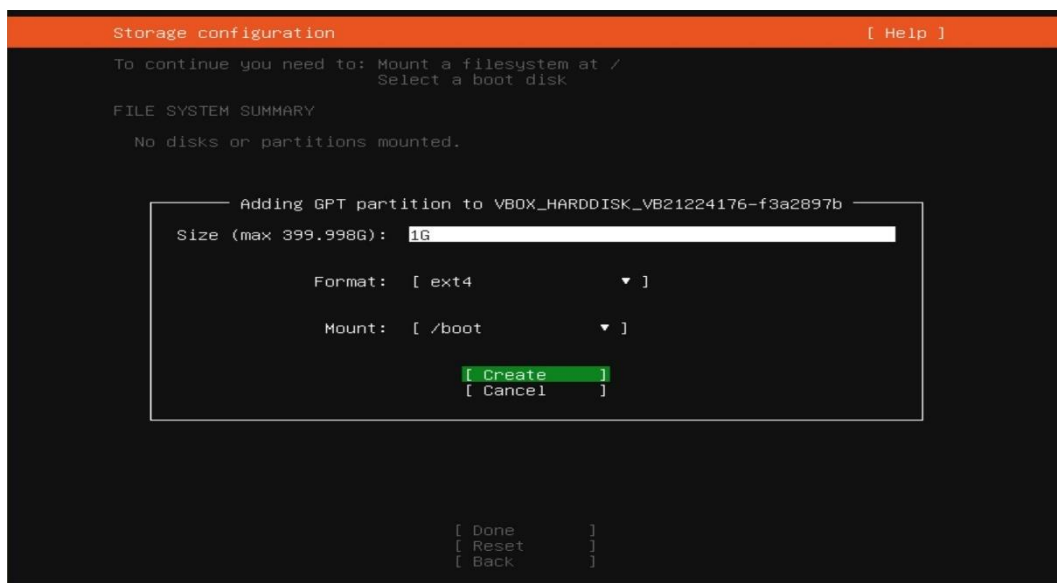 Storage configuration [ Help ]
To continue you need to: Mount a filesystem at /
Select a boot disk
FILE SYSTEM SUMMARY
No disks or partitions mounted.
Adding GPT partition to VBOX_HARDDISK_VB21224176-f3a2897b
Size (max 399.998G): 1G
Format: [ ext4 ▾ ]
Mount: [ /boot ▾ ]
[ Create ]
[ Cancel ]
[ Done ]
[ Reset ]
[ Back ]